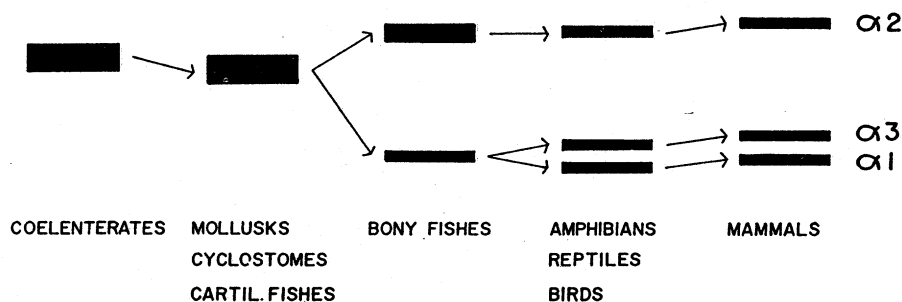 α2
α3
α1
COELENTERATES
MOLLUSKS
CYCLOSTOMES
CARTIL. FISHES
BONY FISHES
AMPHIBIANS
REPTILES
BIRDS
MAMMALS